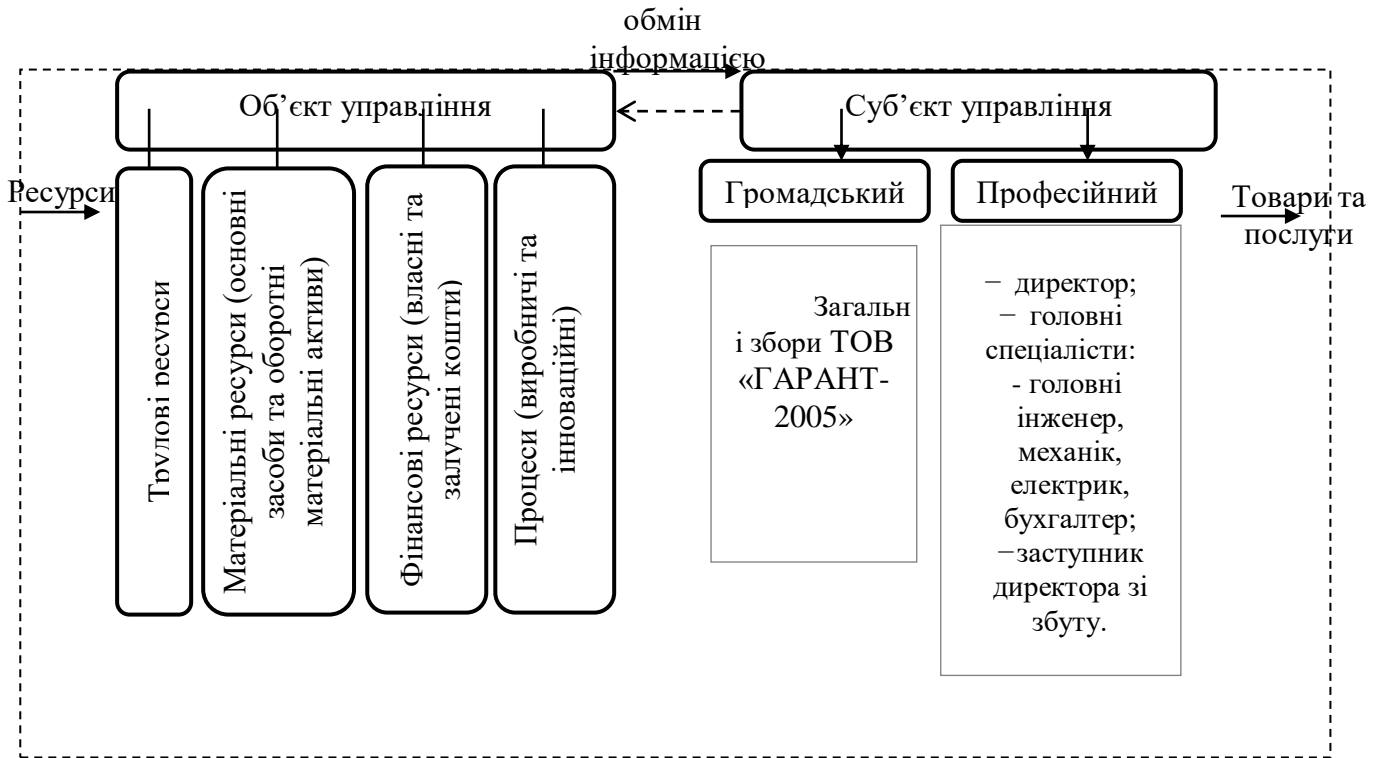 обмін
інформацією
Об’єкт управління
Суб’єкт управління
Ресурси
Трудові ресурси
Матеріальні ресурси (основні
засоби та оборотні
матеріальні активи)
Фінансові ресурси (власні та
залучені кошти)
Процеси (виробничі та
інноваційні)
Громадський
Професійний
Товари та
послуги
Загальн
і збори ТОВ
«ГАРАНТ-
2005»
− директор;
− головні
спеціалісти:
- головні
інженер,
механік,
електрик,
бухгалтер;
−заступник
директора зі
збуту.